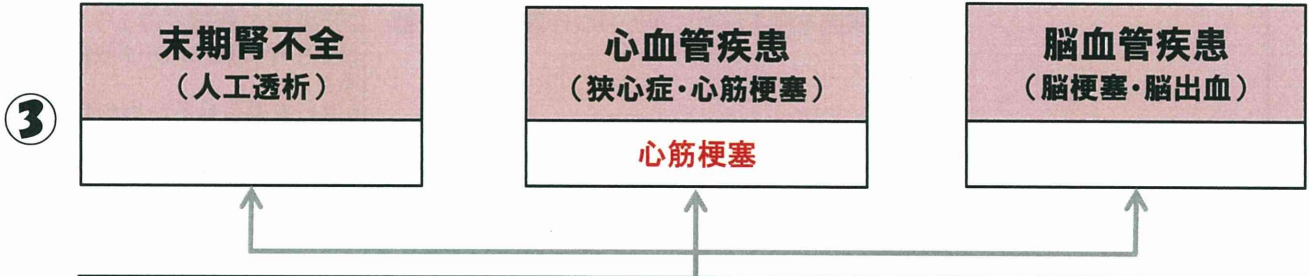 ③
末期腎不全
(人工透析)
心血管疾患
(狭心症・心筋梗塞)
心筋梗塞
脳血管疾患
(脳梗塞・脳出血)